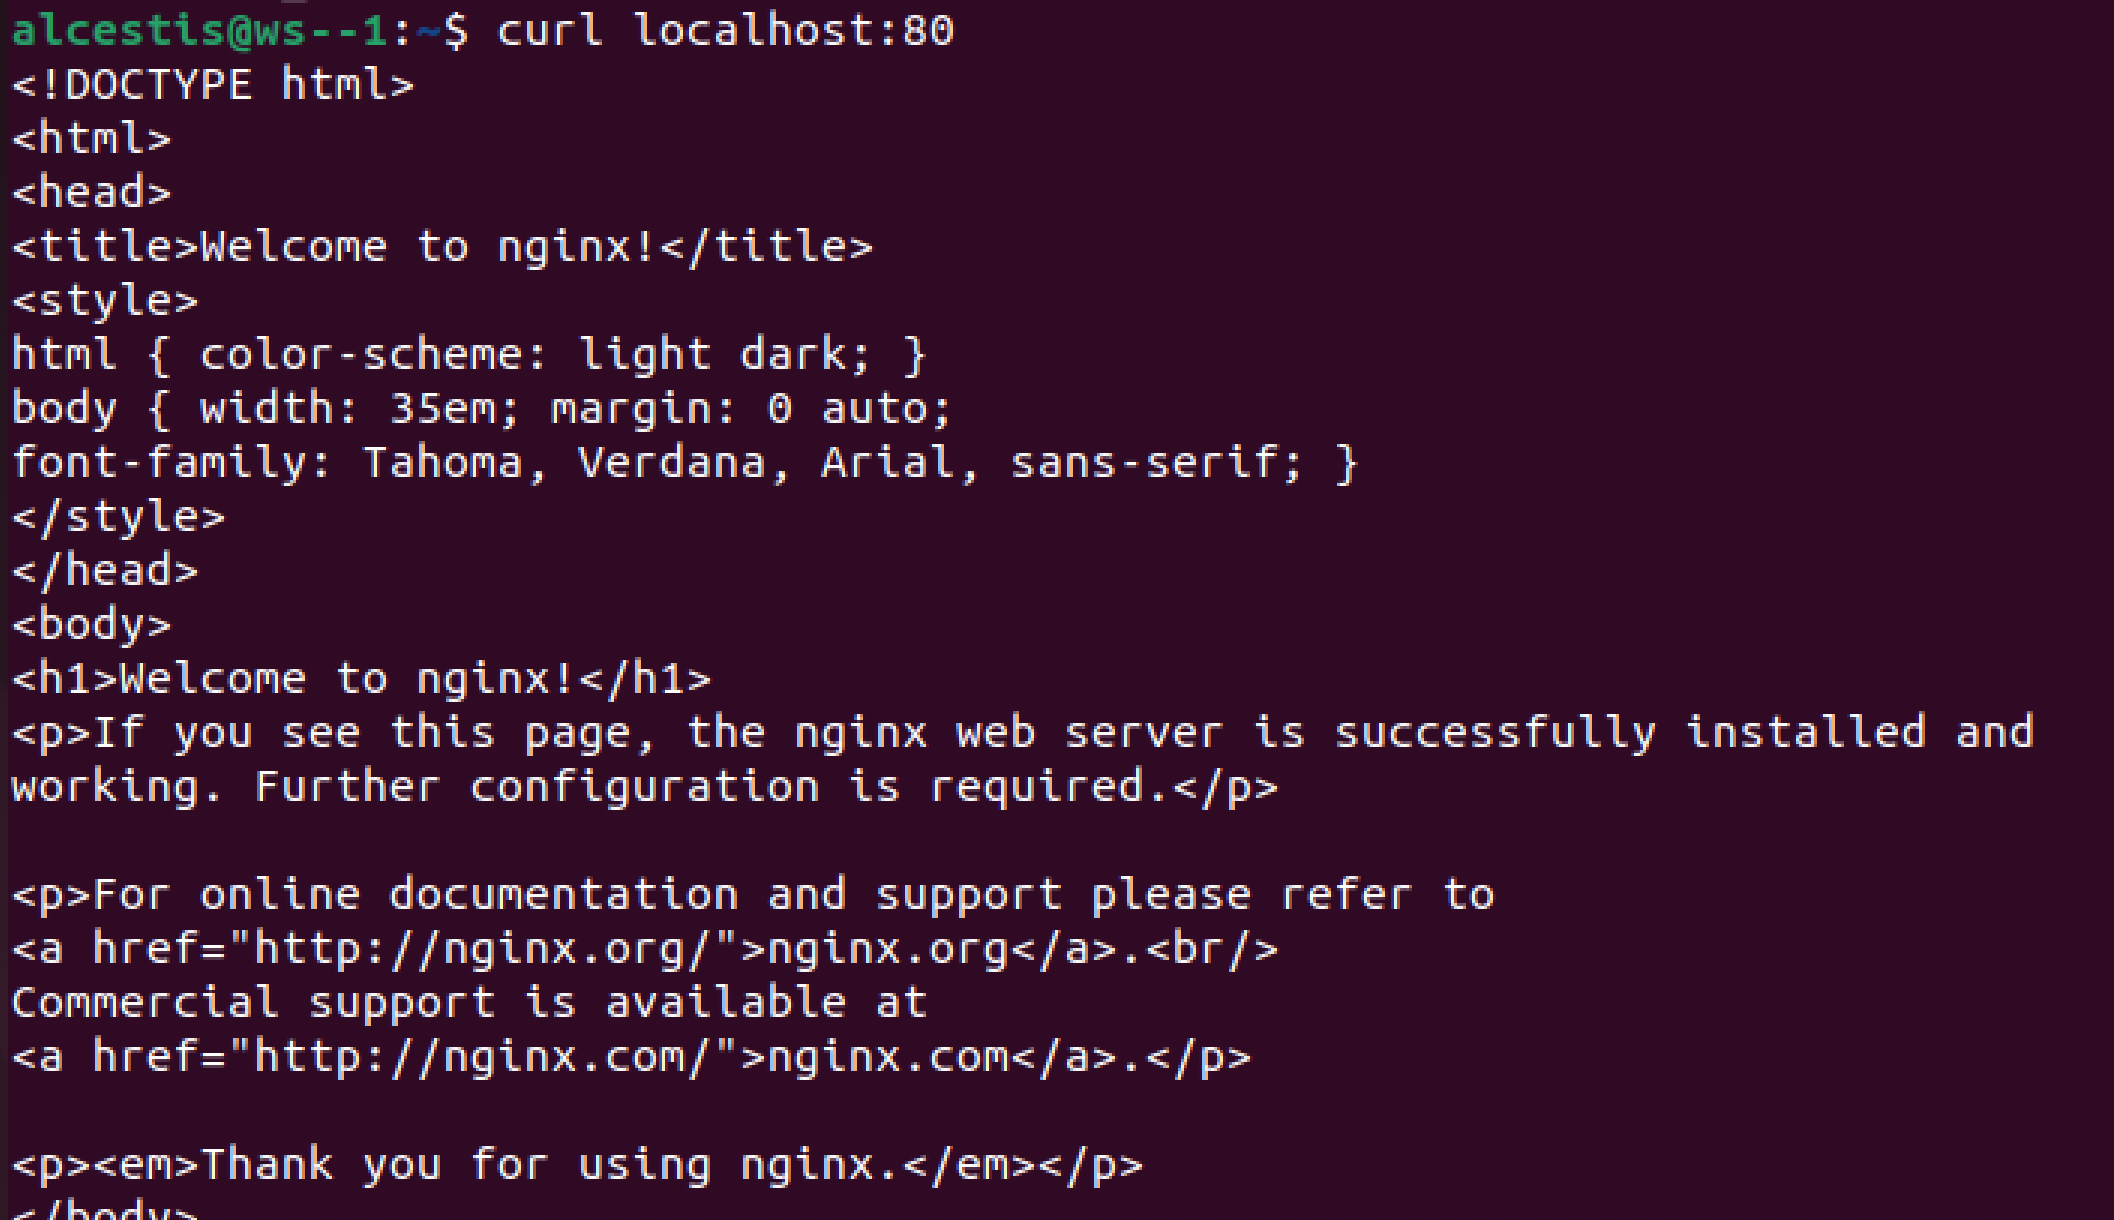 alcestis@ws--1:~$ curl localhost:80
<!DOCTYPE html>
<html>
<head>
<title>Welcome to nginx!</title>
<style>
html { color-scheme: light dark; }
body { width: 35em; margin: 0 auto;
font-family: Tahoma, Verdana, Arial, sans-serif; }
</style>
</head>
<body>
<h1>Welcome to nginx!</h1>
<p>If you see this page, the nginx web server is successfully installed and
working. Further configuration is required.</p>

<p>For online documentation and support please refer to
<a href="http://nginx.org/">nginx.org</a>.<br/>
Commercial support is available at
<a href="http://nginx.com/">nginx.com</a>.</p>

<p><em>Thank you for using nginx.</em></p>
</body>